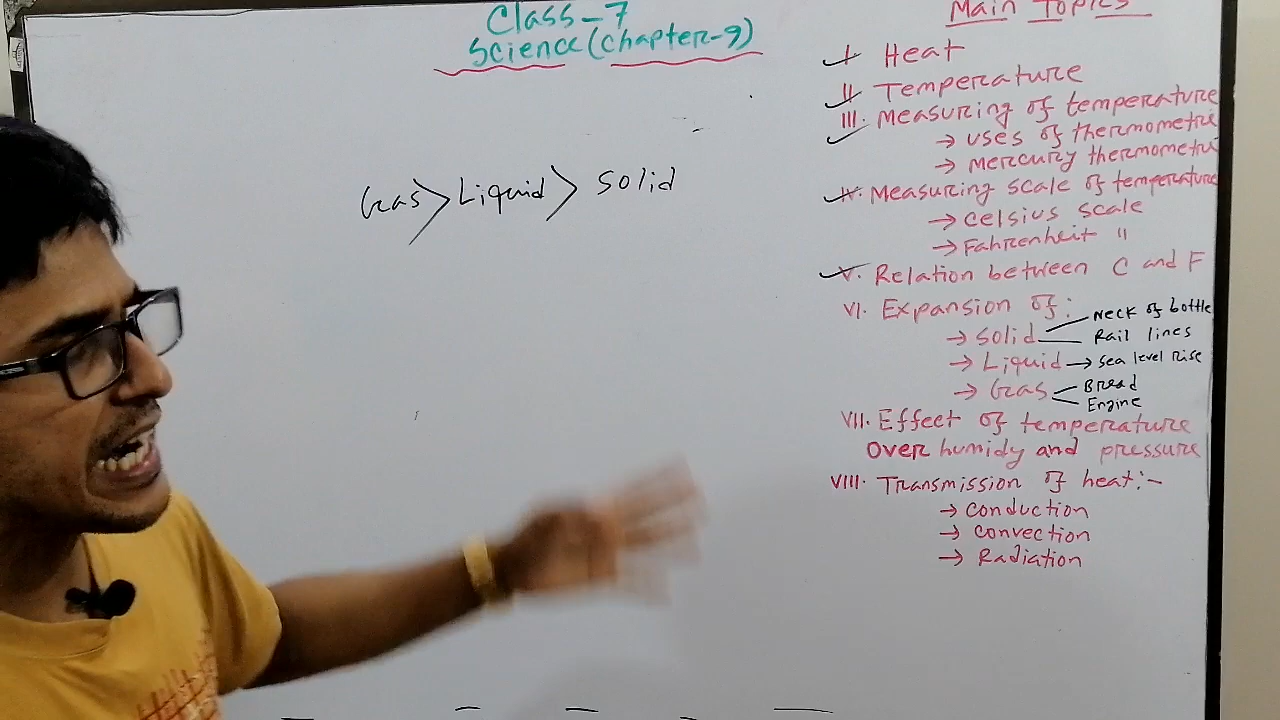 Class-7
Science (chapter-9)
Gas > Liquid > Solid
Main Topics
I Heat
II Temperature
III. Measuring of temperature
→ uses of thermometre
→ Mercury thermometre
IV. Measuring scale of temperature
→ Celsius scale
→ Fahrenheit "
V. Relation between C and F
VI. Expansion of:
→ Solid Neck of bottle
Rail lines
→ Liquid → Sea level rise
→ Gas Bread
Engine
VII. Effect of temperature
over humidy and pressure
VIII. Transmission of heat:-
→ conduction
→ convection
→ Radiation